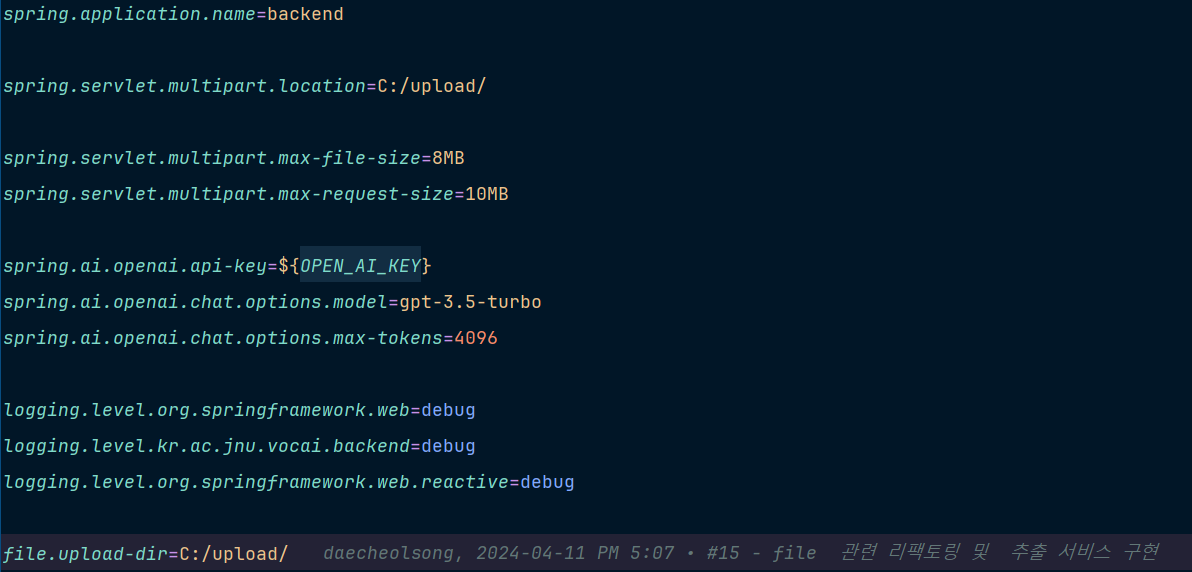 spring.application.name=backend
spring.servlet.multipart.location=C:/upload/
spring.servlet.multipart.max-file-size=8MB
spring.servlet.multipart.max-request-size=10MB
spring.ai.openai.api-key=${OPEN_AI_KEY}
spring.ai.openai.chat.options.model=gpt-3.5-turbo
spring.ai.openai.chat.options.max-tokens=4096
logging.level.org.springframework.web=debug
logging.level.kr.ac.jnu.vocai.backend=debug
logging.level.org.springframework.web.reactive=debug
file.upload-dir=C:/upload/ daecheolsong, 2024-04-11 PM 5:07 • #15 - file 관련 리팩토링 및 추출 서비스 구현